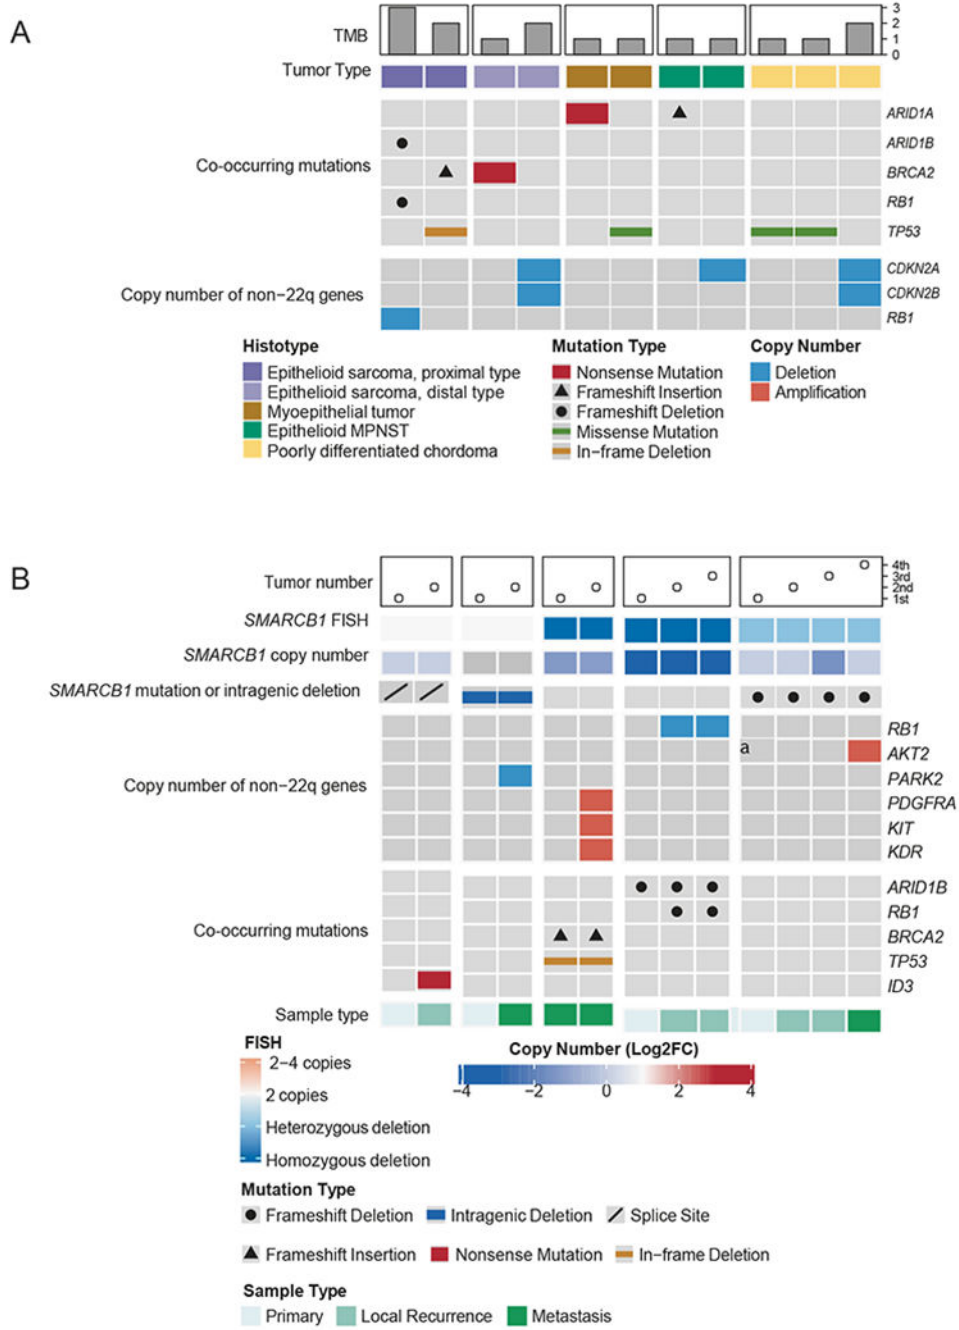 A
TMB
3
2
1
0
Tumor Type
Co-occurring mutations
ARID1A
ARID1B
BRCA2
RB1
TP53
Copy number of non−22q genes
CDKN2A
CDKN2B
RB1
Histotype
Epithelioid sarcoma, proximal type
Epithelioid sarcoma, distal type
Myoepithelial tumor
Epithelioid MPNST
Poorly differentiated chordoma
Mutation Type
Nonsense Mutation
Frameshift Insertion
Frameshift Deletion
Missense Mutation
In−frame Deletion
Copy Number
Deletion
Amplification
B
Tumor number
4th
3rd
2nd
1st
SMARCB1 FISH
SMARCB1 copy number
SMARCB1 mutation or intragenic deletion
Copy number of non−22q genes
a
RB1
AKT2
PARK2
PDGFRA
KIT
KDR
Co-occurring mutations
ARID1B
RB1
BRCA2
TP53
ID3
Sample type
FISH
2−4 copies
2 copies
Heterozygous deletion
Homozygous deletion
Copy Number (Log2FC)
−4 −2 0 2 4
Mutation Type
Frameshift Deletion Intragenic Deletion Splice Site
Frameshift Insertion Nonsense Mutation In−frame Deletion
Sample Type
Primary Local Recurrence Metastasis